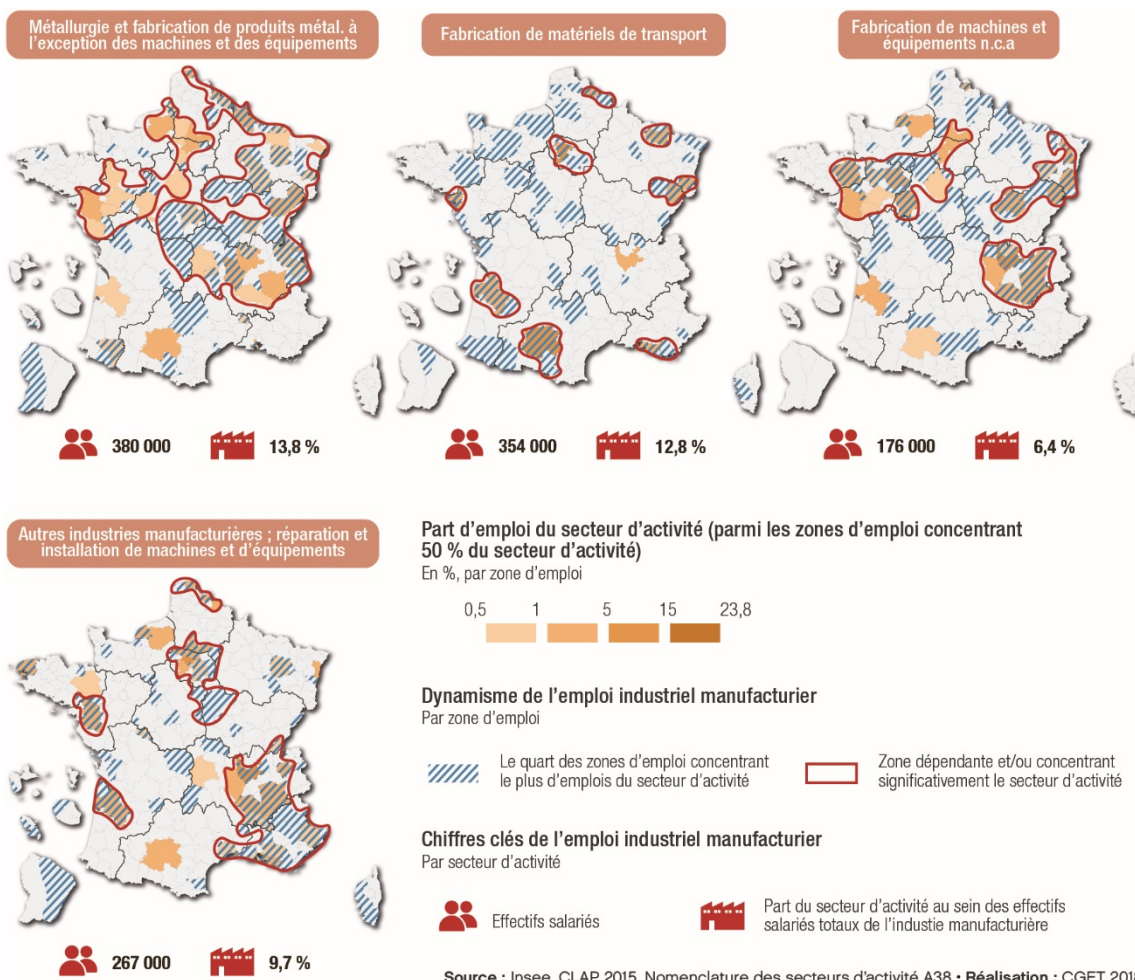 Métallurgie et fabrication de produits métal. à
l'exception des machines et des équipements
Fabrication de matériels de transport
Fabrication de machines et
équipements n.c.a
380 000
13,8 %
354 000
12,8 %
176 000
6,4 %
Autres industries manufacturières ; réparation et
installation de machines et d'équipements
267 000
9,7 %
Part d'emploi du secteur d'activité (parmi les zones d'emploi concentrant
50 % du secteur d'activité)
En %, par zone d'emploi
0,5 1 5 15 23,8
Dynamisme de l'emploi industriel manufacturier
Par zone d'emploi
Le quart des zones d'emploi concentrant
le plus d'emplois du secteur d'activité
Zone dépendante et/ou concentrant
significativement le secteur d'activité
Chiffres clés de l'emploi industriel manufacturier
Par secteur d'activité
Effectifs salariés
Part du secteur d'activité au sein des effectifs
salariés totaux de l'industie manufacturière
Source : Insee, CLAP 2015, Nomenclature des secteurs d'activité A38 • Réalisation : CGET 2018